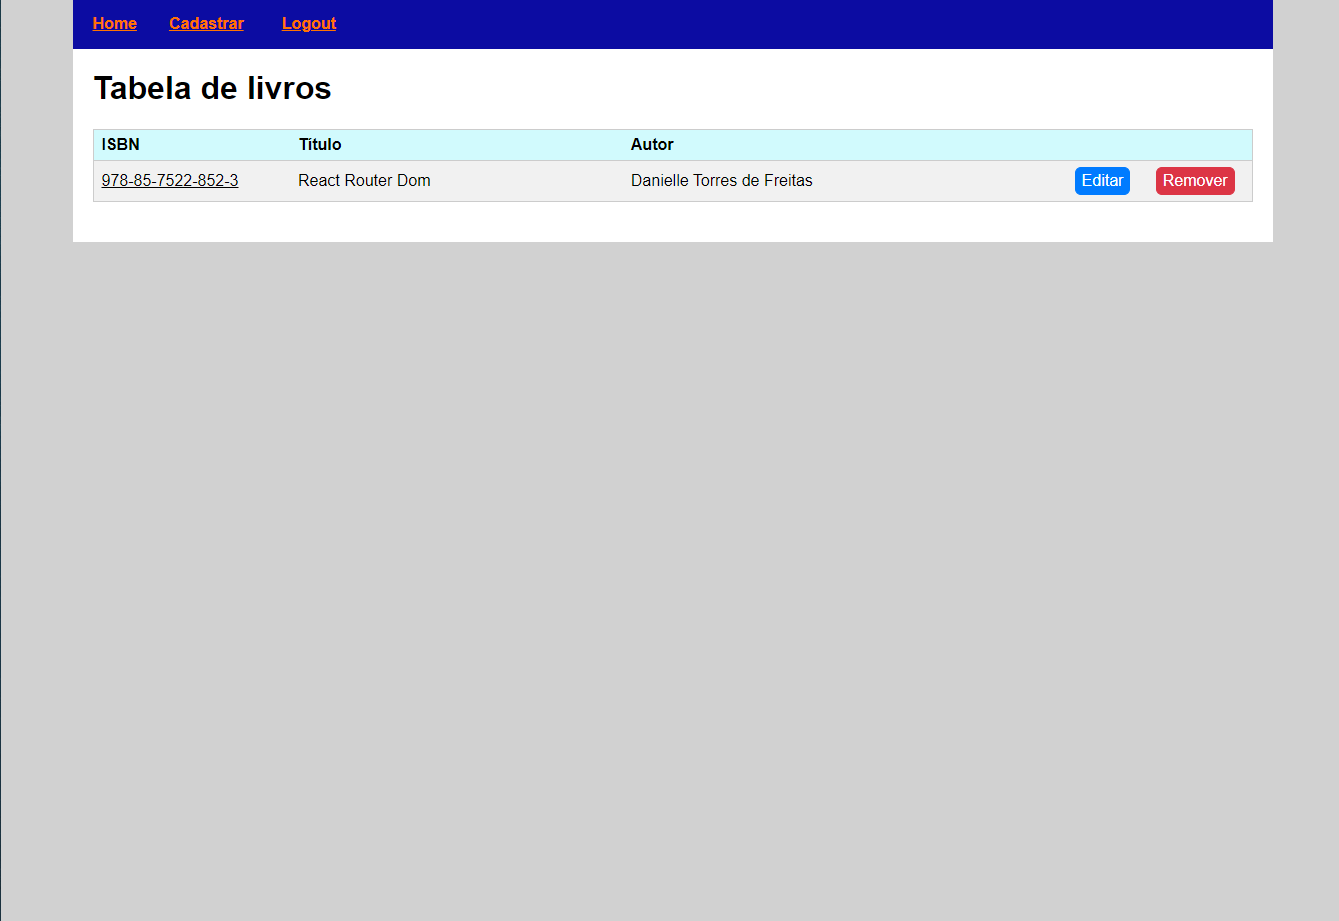 Home Cadastrar Logout
Tabela de livros
ISBN Título Autor
978-85-7522-852-3 React Router Dom Danielle Torres de Freitas Editar Remover